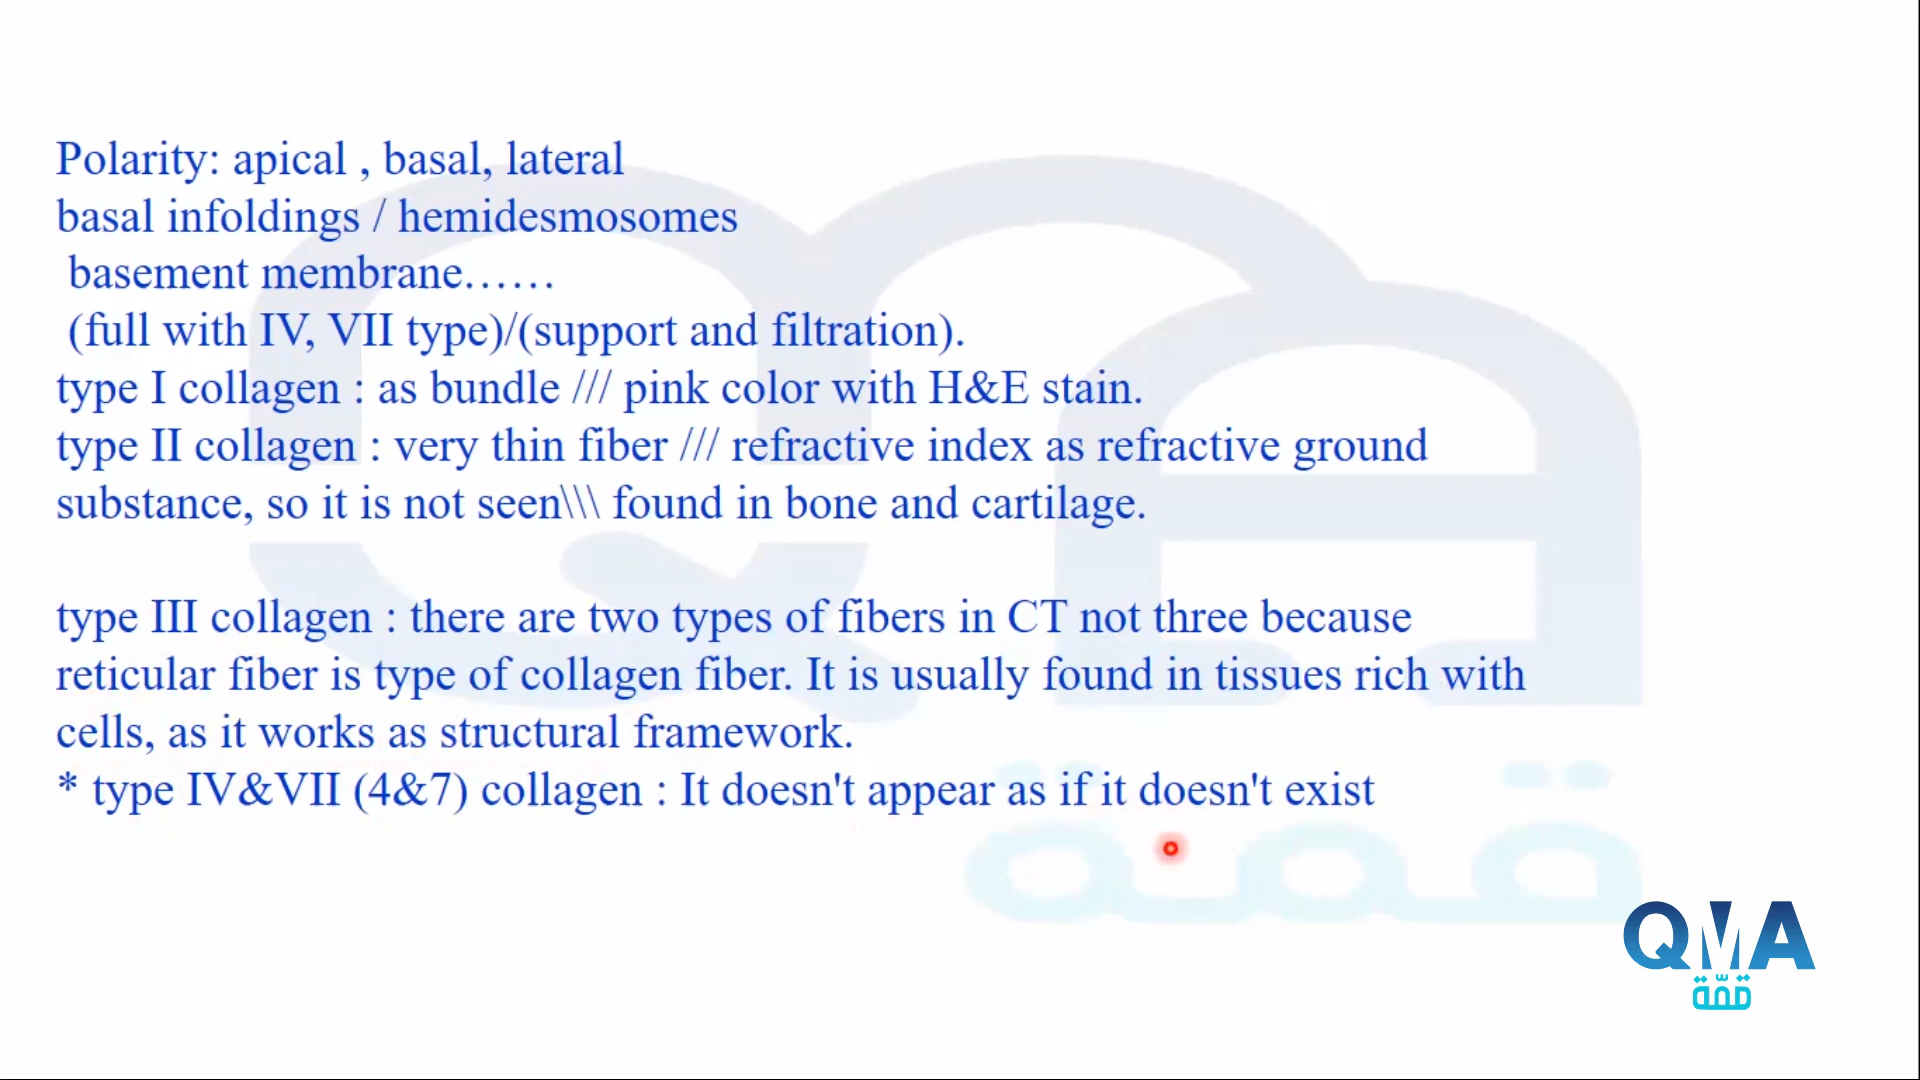 Polarity: apical , basal, lateral
basal infoldings / hemidesmosomes
basement membrane……
(full with IV, VII type)/(support and filtration).
type I collagen : as bundle /// pink color with H&E stain.
type II collagen : very thin fiber /// refractive index as refractive ground
substance, so it is not seen\\\ found in bone and cartilage.
type III collagen : there are two types of fibers in CT not three because
reticular fiber is type of collagen fiber. It is usually found in tissues rich with
cells, as it works as structural framework.
* type IV&VII (4&7) collagen : It doesn't appear as if it doesn't exist
قمة
QMA
قمّة